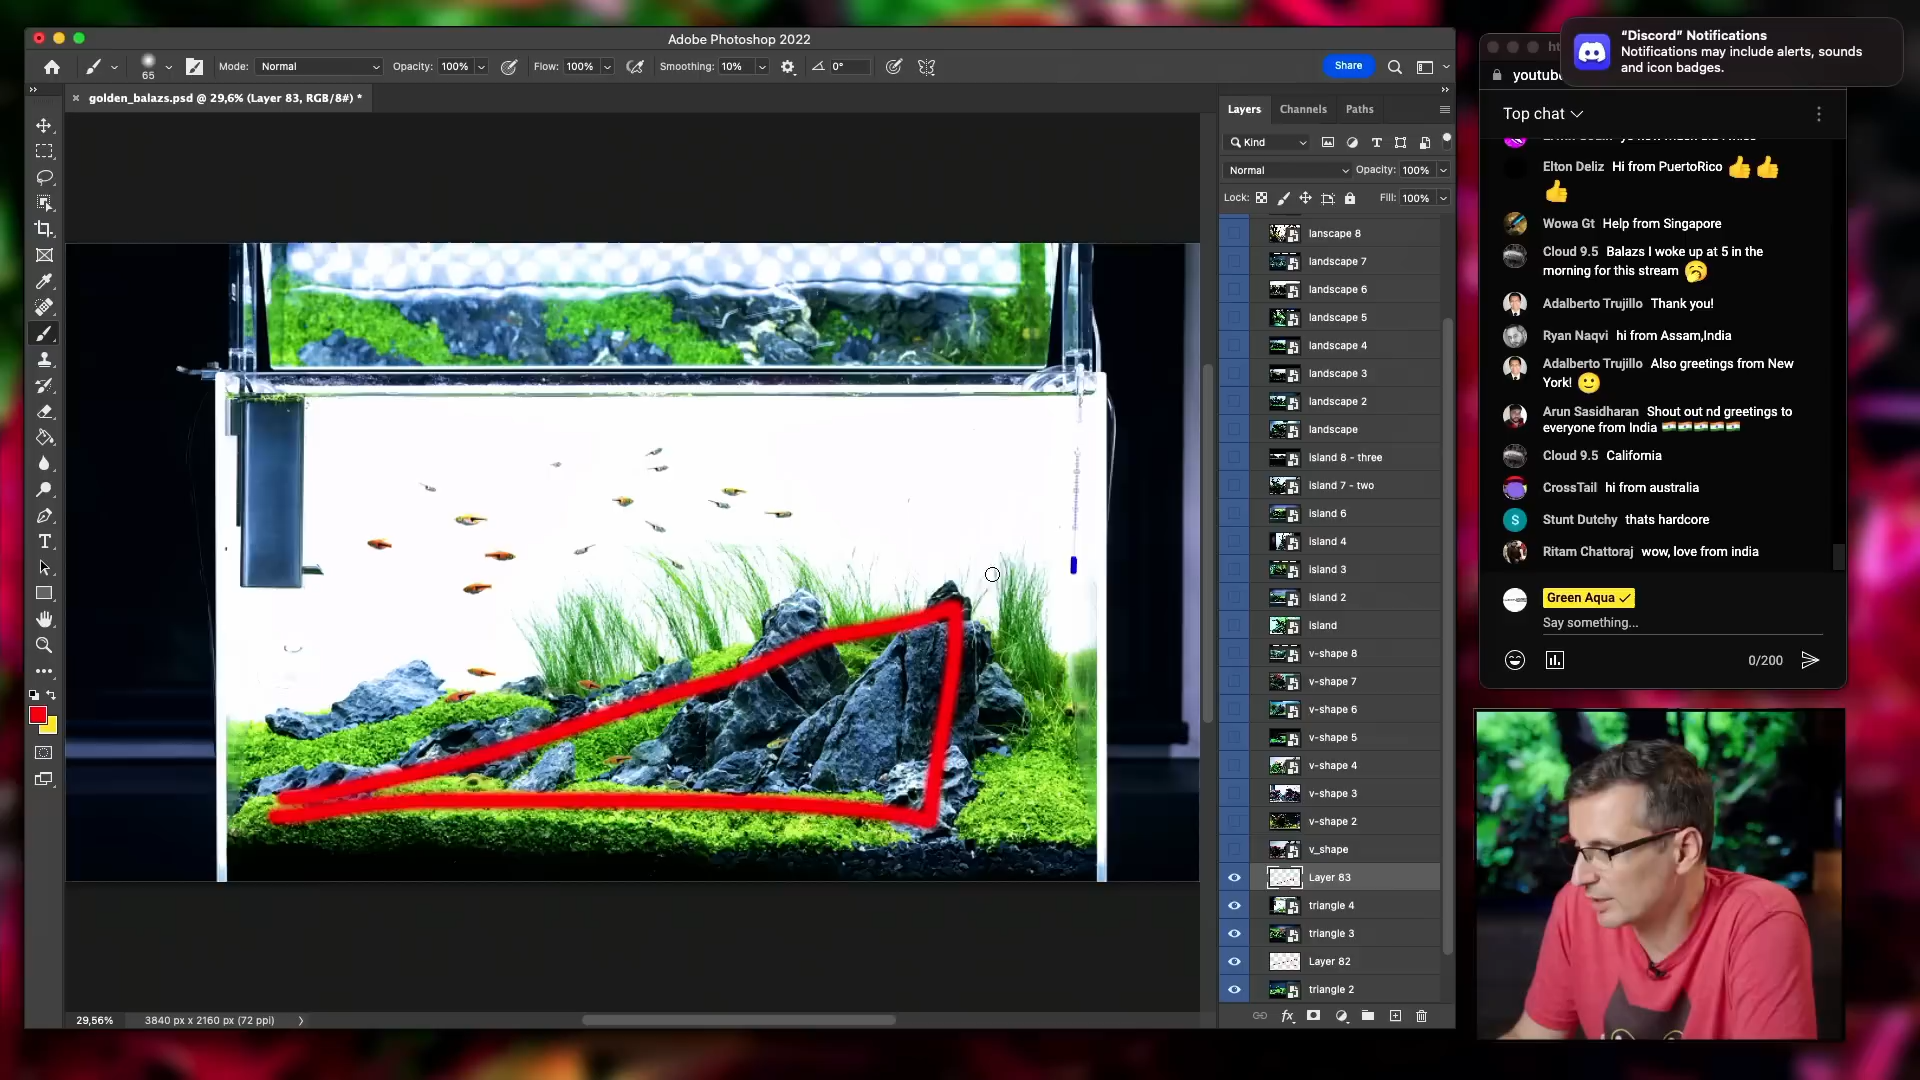 Adobe Photoshop 2022
65
Mode:
Normal
Opacity:
100%
Flow:
100%
Smoothing:
10%
0°
Share
golden_balazs.psd @ 29,6% (Layer 83, RGB/8#) *
T
29,56%
3840 px x 2160 px (72 ppi)
Layers
Channels
Paths
Kind
Normal
Opacity:
100%
Lock:
Fill:
100%
lanscape 8
landscape 7
landscape 6
landscape 5
landscape 4
landscape 3
landscape 2
landscape
island 8 - three
island 7 - two
island 6
island 4
island 3
island 2
island
v-shape 8
v-shape 7
v-shape 6
v-shape 5
v-shape 4
v-shape 3
v-shape 2
v_shape
Layer 83
triangle 4
triangle 3
Layer 82
triangle 2
fx
“Discord” Notifications
Notifications may include alerts, sounds
and icon badges.
Top chat
Elton Deliz Hi from PuertoRico
Wowa Gt Help from Singapore
Cloud 9.5 Balazs I woke up at 5 in the
morning for this stream
Adalberto Trujillo Thank you!
Ryan Naqvi hi from Assam,India
Adalberto Trujillo Also greetings from New
York!
Arun Sasidharan Shout out nd greetings to
everyone from India
Cloud 9.5 California
CrossTail hi from australia
S
Stunt Dutchy thats hardcore
Ritam Chattoraj wow, love from india
Green Aqua
Say something...
0/200